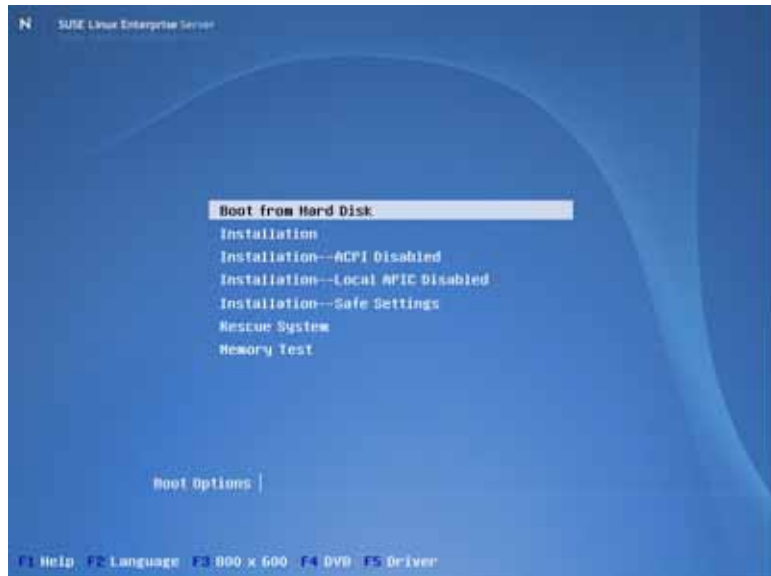 N SUSE Linux Enterprise Server
Boot from Hard Disk
Installation
Installation--ACPI Disabled
Installation--Local APIC Disabled
Installation--Safe Settings
Rescue System
Memory Test
Boot Options
F1 Help F2 Language F3 800 x 600 F4 DVD F5 Driver